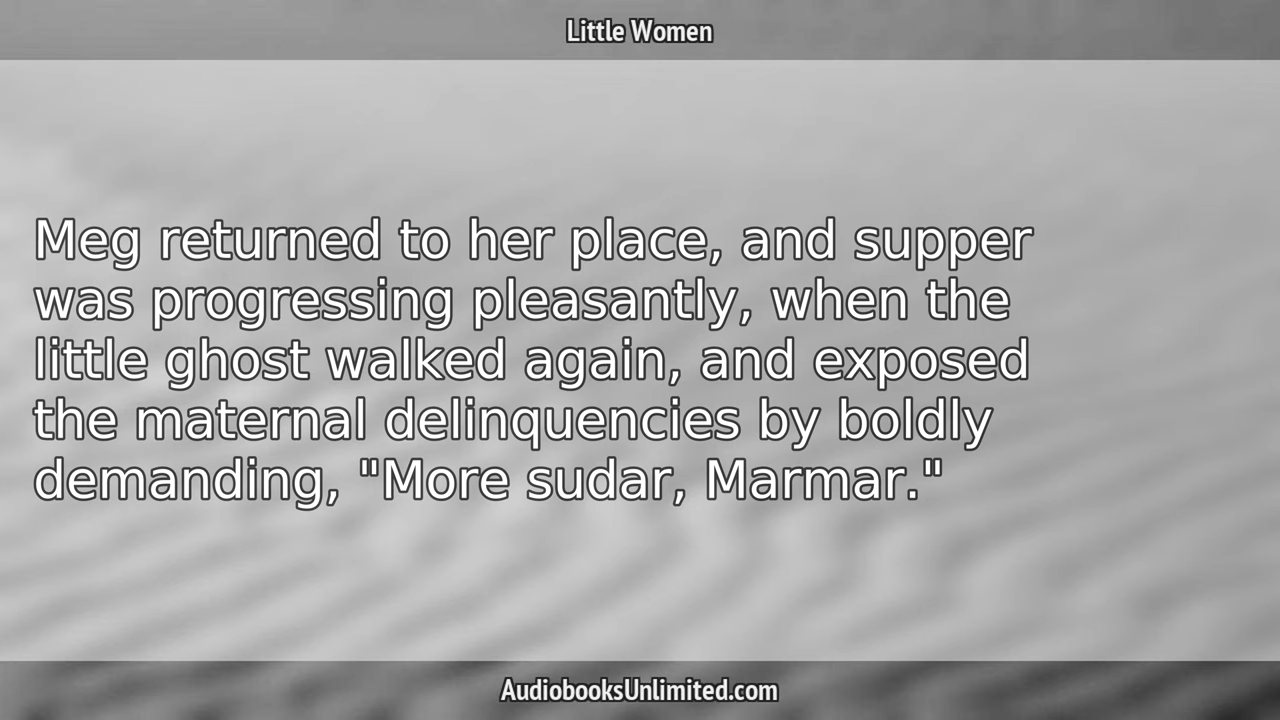 Little Women
Meg returned to her place, and supper
was progressing pleasantly, when the
little ghost walked again, and exposed
the maternal delinquencies by boldly
demanding, "More sudar, Marmar."
AudiobooksUnlimited.com